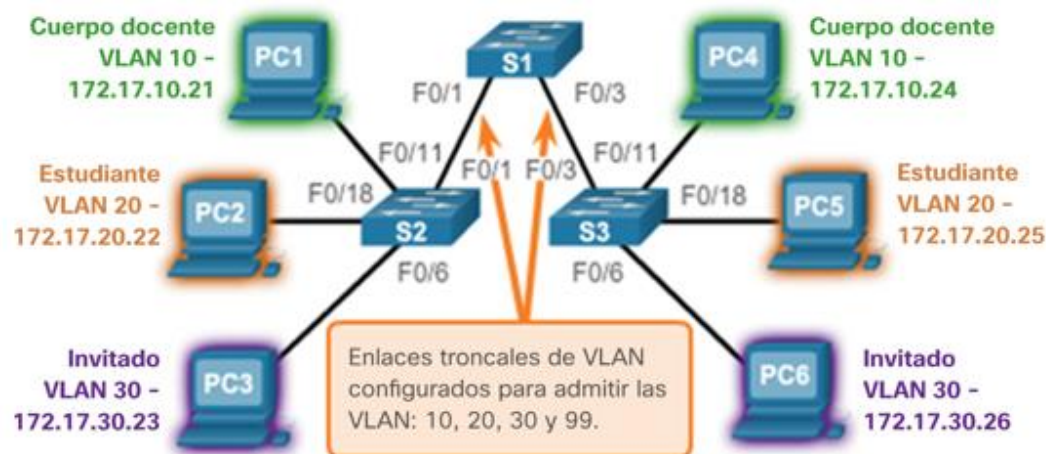 Cuerpo docente
VLAN 10 -
172.17.10.21
PC1
S1
PC4
Cuerpo docente
VLAN 10 -
172.17.10.24
F0/1
F0/3
F0/11
F0/1
F0/3
F0/11
Estudiante
VLAN 20 -
172.17.20.22
PC2
F0/18
S2
S3
F0/18
PC5
Estudiante
VLAN 20 -
172.17.20.25
F0/6
F0/6
Invitado
VLAN 30 -
172.17.30.23
PC3
Enlaces troncales de VLAN
configurados para admitir las
VLAN: 10, 20, 30 y 99.
PC6
Invitado
VLAN 30 -
172.17.30.26